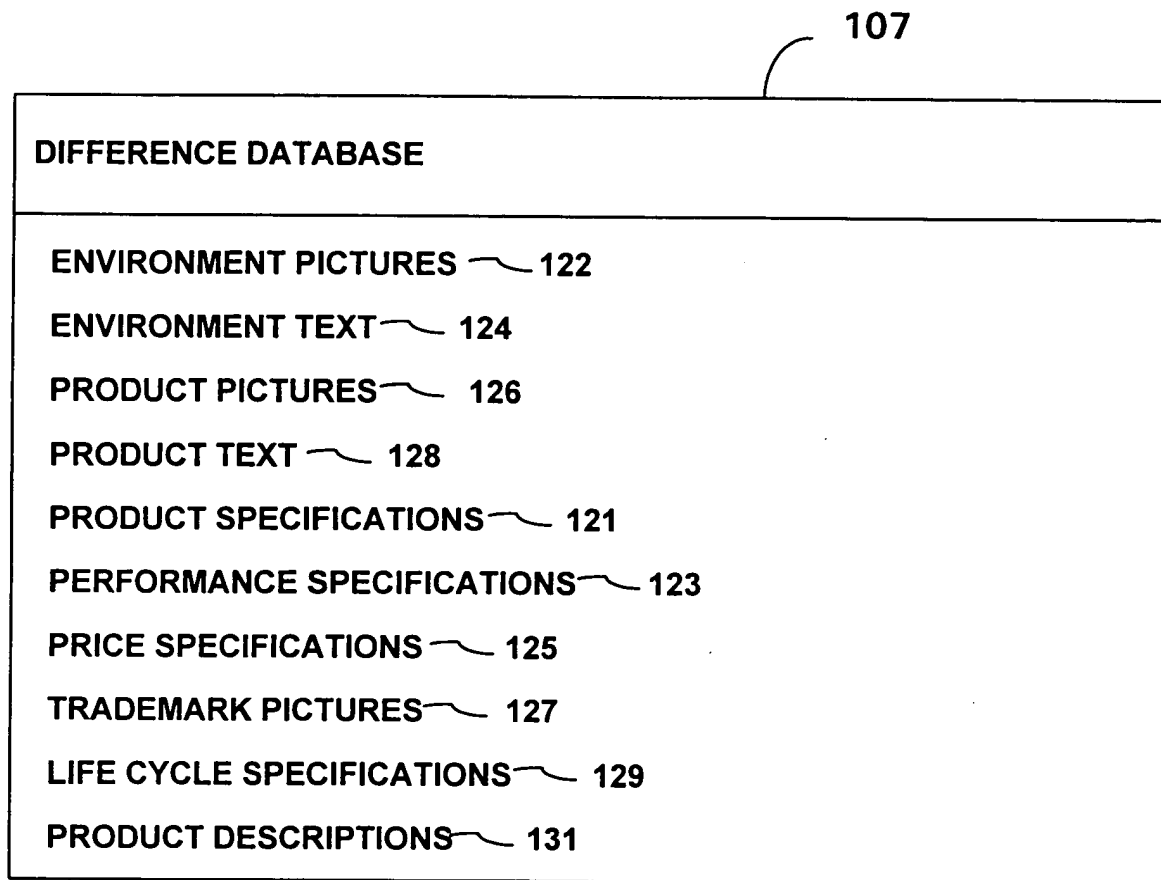 107
DIFFERENCE DATABASE
ENVIRONMENT PICTURES 122
ENVIRONMENT TEXT 124
PRODUCT PICTURES 126
PRODUCT TEXT 128
PRODUCT SPECIFICATIONS 121
PERFORMANCE SPECIFICATIONS 123
PRICE SPECIFICATIONS 125
TRADEMARK PICTURES 127
LIFE CYCLE SPECIFICATIONS 129
PRODUCT DESCRIPTIONS 131